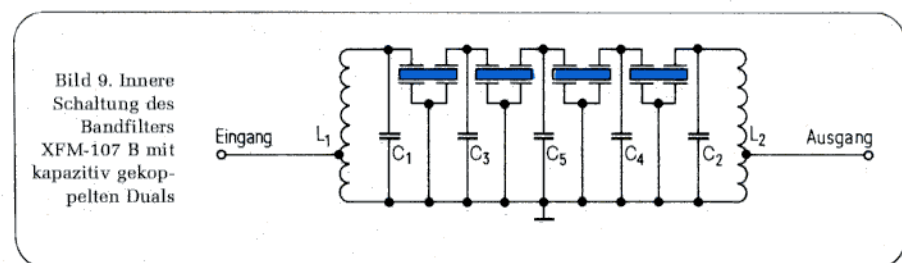 Bild 9. Innere
Schaltung des
Bandfilters
XFM-107 B mit
kapazitiv gekop-
pelten Duals
Eingang
L1
C1
C3
C5
C4
C2
L2
Ausgang